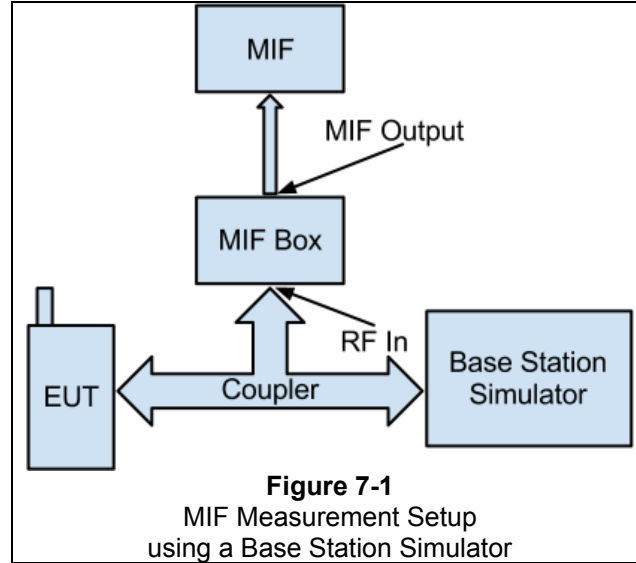 MIF
MIF Output
MIF Box
RF In
EUT
Coupler
Base Station
Simulator
Figure 7-1
MIF Measurement Setup
using a Base Station Simulator